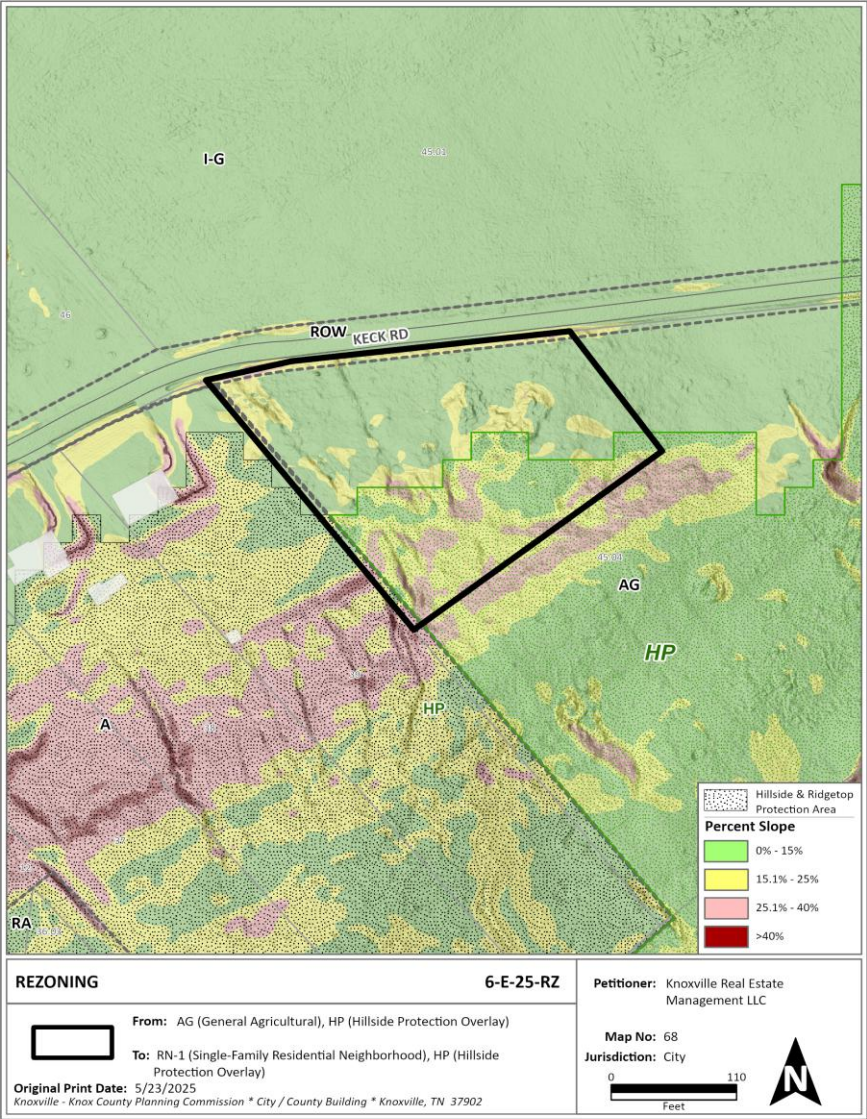 I-G
45.01
46
ROW
KECK RD
45.04
AG
HP
HP
A
RA
Hillside & Ridgetop
Protection Area
Percent Slope
0% - 15%
15.1% - 25%
25.1% - 40%
>40%
REZONING
6-E-25-RZ
From: AG (General Agricultural), HP (Hillside Protection Overlay)
To: RN-1 (Single-Family Residential Neighborhood), HP (Hillside
Protection Overlay)
Original Print Date: 5/23/2025
Knoxville - Knox County Planning Commission * City / County Building * Knoxville, TN 37902
Petitioner: Knoxville Real Estate
Management LLC
Map No: 68
Jurisdiction: City
0 110
Feet
N